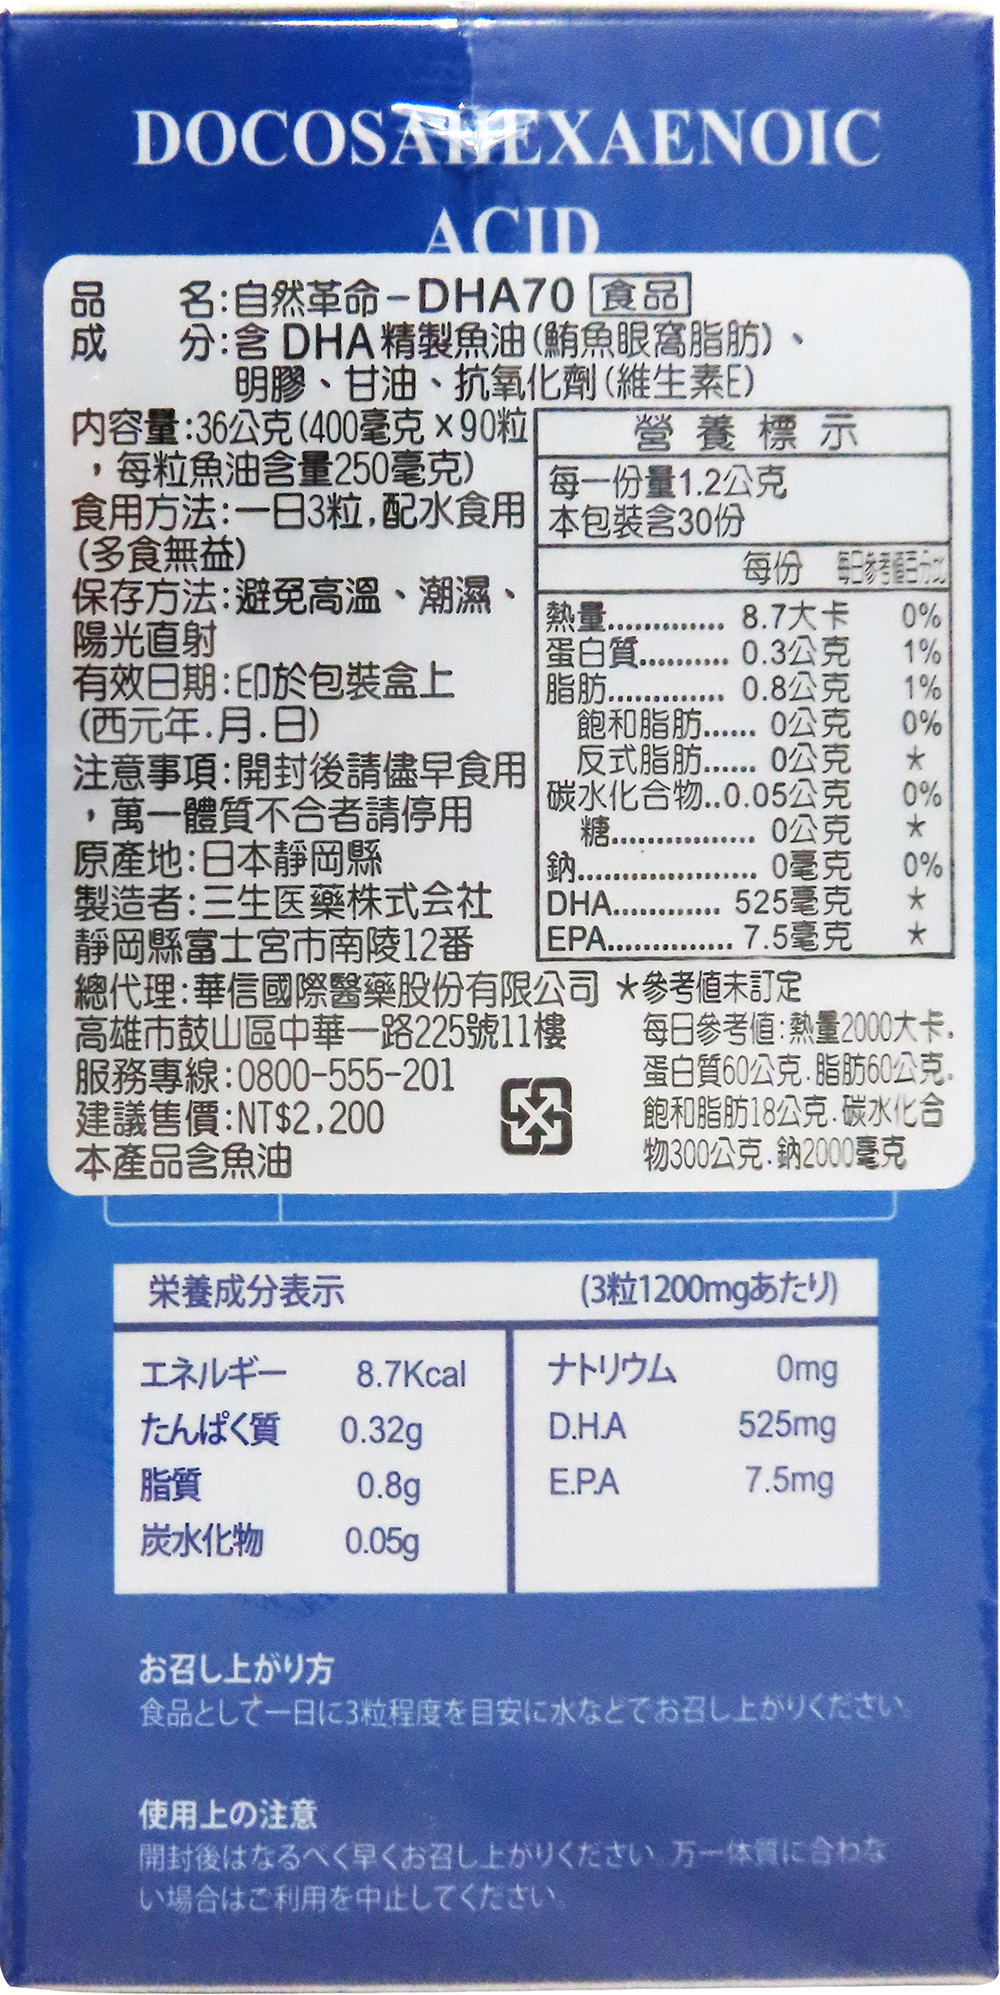 DOCOSAHEXAENOIC
ACID
品　　名:自然革命-DHA70 食品
成　　分:含DHA精製魚油(鮪魚眼窩脂肪)、
明膠、甘油、抗氧化劑(維生素E)
內容量:36公克(400毫克×90粒
，每粒魚油含量250毫克)
食用方法:一日3粒,配水食用
(多食無益)
保存方法:避免高溫、潮濕、
陽光直射
有效日期:印於包裝盒上
(西元年.月.日)
注意事項:開封後請儘早食用
，萬一體質不合者請停用
原產地:日本靜岡縣
製造者:三生医藥株式会社
靜岡縣富士宮市南陵12番
總代理:華信國際醫藥股份有限公司
高雄市鼓山區中華一路225號11樓
服務專線:0800-555-201
建議售價:NT$2,200
本產品含魚油
營養標示
每一份量1.2公克
本包裝含30份
每份 每日參考值百分比
熱量............. 8.7大卡 0%
蛋白質.......... 0.3公克 1%
脂肪............. 0.8公克 1%
飽和脂肪...... 0公克 0%
反式脂肪...... 0公克 *
碳水化合物..0.05公克 0%
糖................ 0公克 *
鈉.................... 0毫克 0%
DHA............ 525毫克 *
EPA.............. 7.5毫克 *
*參考值未訂定
每日參考值:熱量2000大卡.
蛋白質60公克.脂肪60公克.
飽和脂肪18公克.碳水化合
物300公克.鈉2000毫克
栄養成分表示 (3粒1200mgあたり)
エネルギー 8.7Kcal
たんぱく質 0.32g
脂質 0.8g
炭水化物 0.05g
ナトリウム 0mg
D.H.A 525mg
E.P.A 7.5mg
お召し上がり方
食品として一日に3粒程度を目安に水などでお召し上がりください。
使用上の注意
開封後はなるべく早くお召し上がりください。万一体質に合わな
い場合はご利用を中止してください。